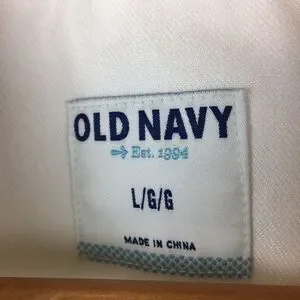 OLD NAVY
Est. 1994
L/G/G
MADE IN CHINA